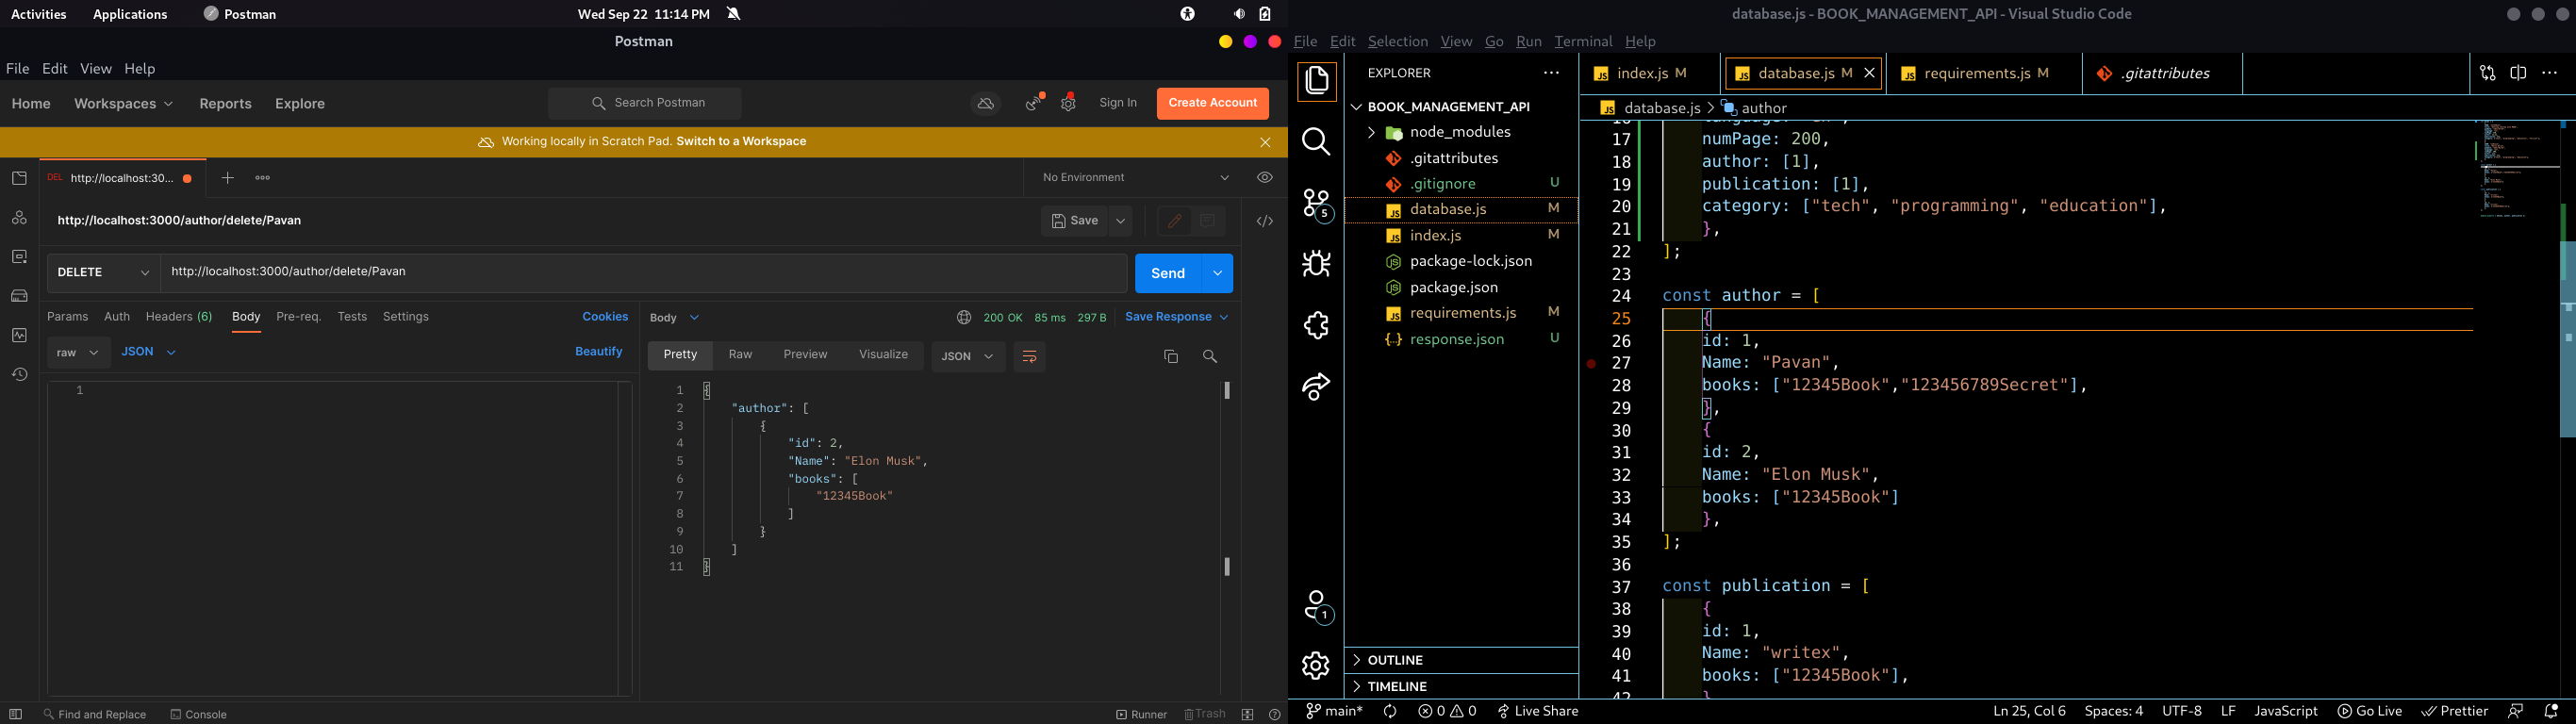 Activities Applications Postman Wed Sep 22 11:14 PM
Postman
File Edit View Help
Home Workspaces Reports Explore Search Postman Sign In Create Account
Working locally in Scratch Pad. Switch to a Workspace
DEL http://localhost:30... No Environment
http://localhost:3000/author/delete/Pavan Save
DELETE http://localhost:3000/author/delete/Pavan Send
Params Auth Headers (6) Body Pre-req. Tests Settings Cookies
raw JSON Beautify
1
Body 200 OK 85 ms 297 B Save Response
Pretty Raw Preview Visualize JSON
1 {
2 "author": [
3 {
4 "id": 2,
5 "Name": "Elon Musk",
6 "books": [
7 "12345Book"
8 ]
9 }
10 ]
11 }
Find and Replace Console Runner Trash
database.js - BOOK_MANAGEMENT_API - Visual Studio Code
File Edit Selection View Go Run Terminal Help
EXPLORER
BOOK_MANAGEMENT_API
node_modules
.gitattributes
.gitignore U
database.js M
index.js M
package-lock.json
package.json
requirements.js M
response.json U
OUTLINE
TIMELINE
5
1
index.js M database.js M requirements.js M .gitattributes
database.js > author
17 numPage: 200,
18 author: [1],
19 publication: [1],
20 category: ["tech", "programming", "education"],
21 },
22 ];
23
24 const author = [
25 {
26 id: 1,
27 Name: "Pavan",
28 books: ["12345Book","123456789Secret"],
29 },
30 {
31 id: 2,
32 Name: "Elon Musk",
33 books: ["12345Book"]
34 },
35 ];
36
37 const publication = [
38 {
39 id: 1,
40 Name: "writex",
41 books: ["12345Book"],
main* 0 0 Live Share Ln 25, Col 6 Spaces: 4 UTF-8 LF JavaScript Go Live Prettier